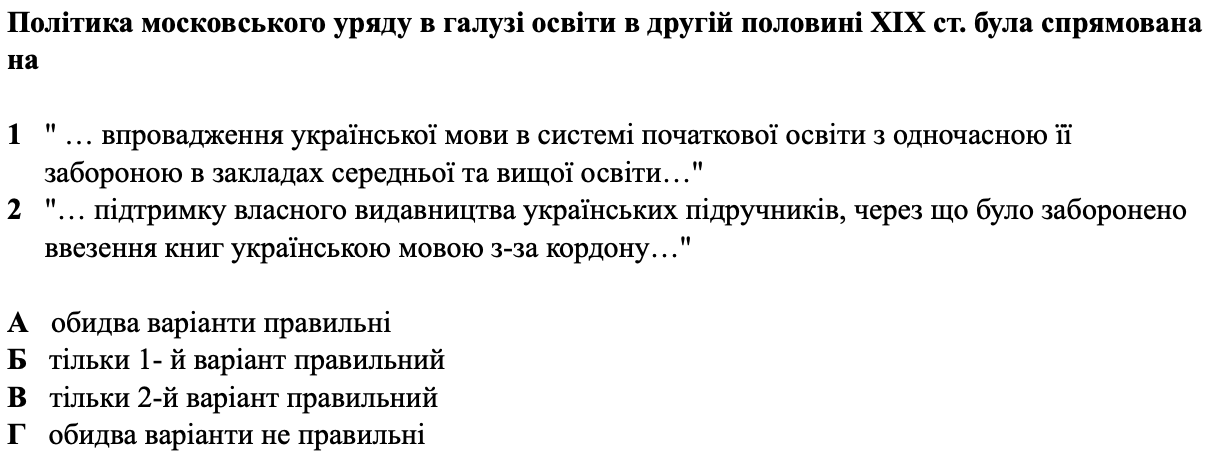 Політика московського уряду в галузі освіти в другій половині XIX ст. була спрямована
на
1 " … впровадження української мови в системі початкової освіти з одночасною її
забороною в закладах середньої та вищої освіти…"
2 "… підтримку власного видавництва українських підручників, через що було заборонено
ввезення книг українською мовою з-за кордону…"
А обидва варіанти правильні
Б тільки 1- й варіант правильний
В тільки 2-й варіант правильний
Г обидва варіанти не правильні